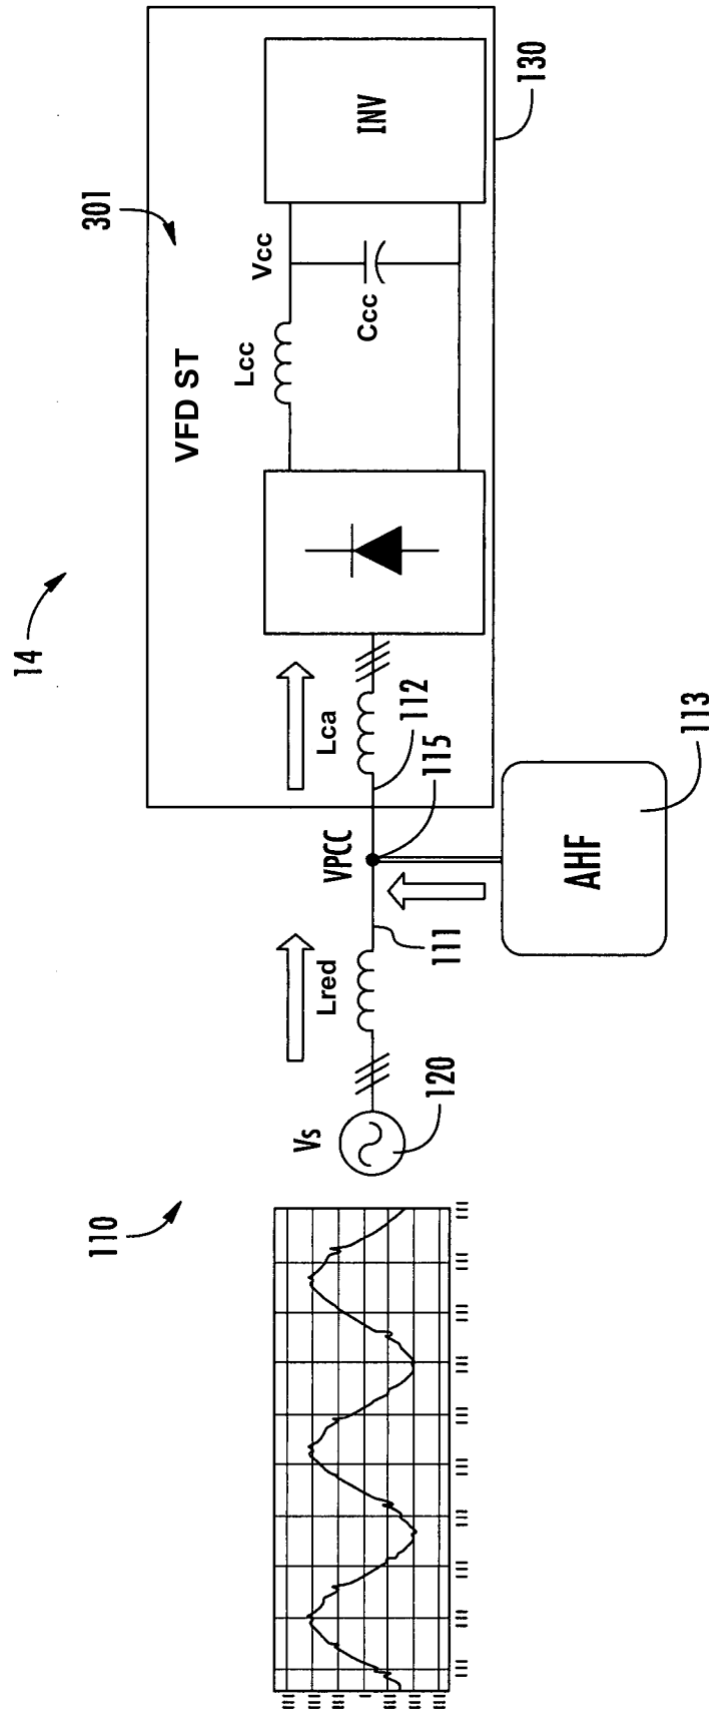 14
301
VFD ST
130
INV
Vcc
Lcc
Ccc
Lca
112
115
VPCC
113
AHF
111
Lred
120
Vs
110